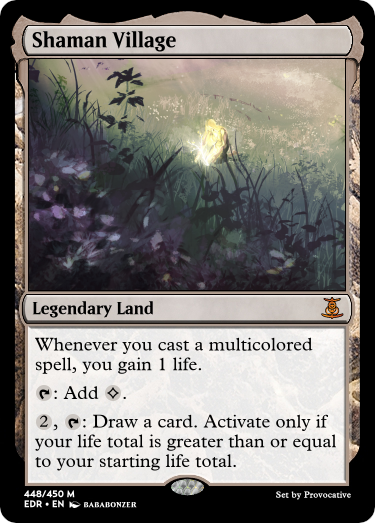 Shaman Village
Legendary Land
Whenever you cast a multicolored
spell, you gain 1 life.
: Add .
2, : Draw a card. Activate only if
your life total is greater than or equal
to your starting life total.
448/450 M
EDR • EN BABABONZER
Set by Provocative